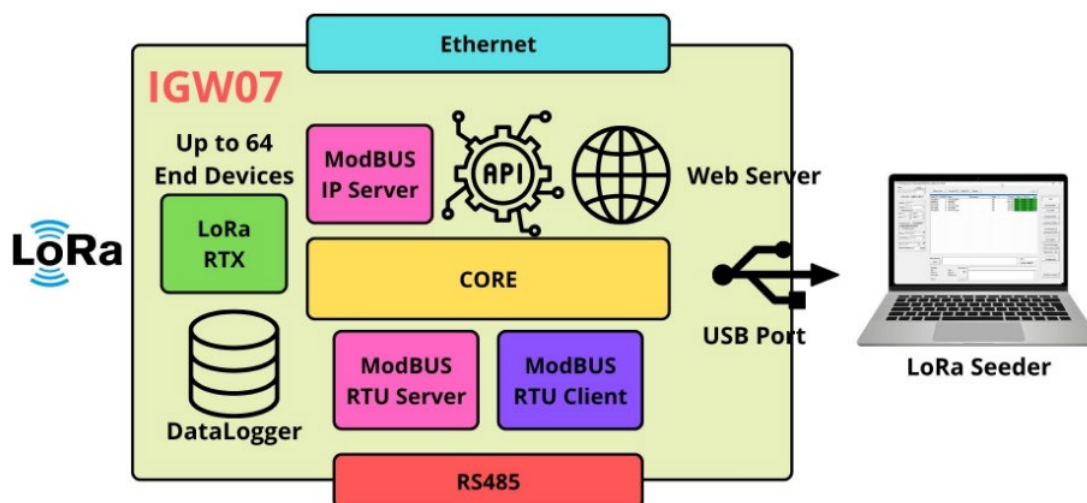 Ethernet
IGW07
Up to 64
End Devices
ModBUS
IP Server
API
Web Server
LoRa
LoRa
RTX
CORE
USB Port
LoRa Seeder
ModBUS
RTU Server
ModBUS
RTU Client
DataLogger
RS485